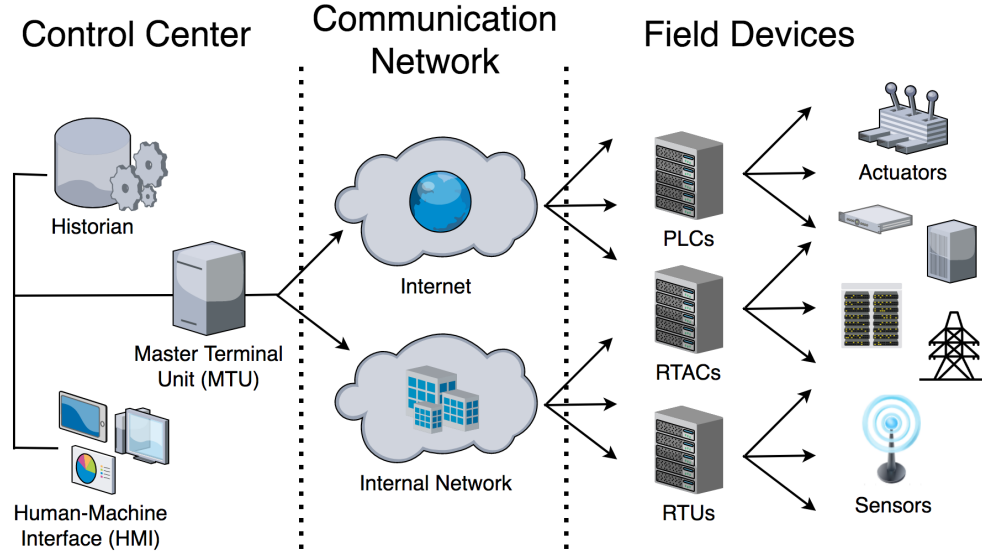 Control Center
Communication
Network
Field Devices
Historian
Master Terminal
Unit (MTU)
Human-Machine
Interface (HMI)
Internet
Internal Network
PLCs
RTACs
RTUs
Actuators
Sensors